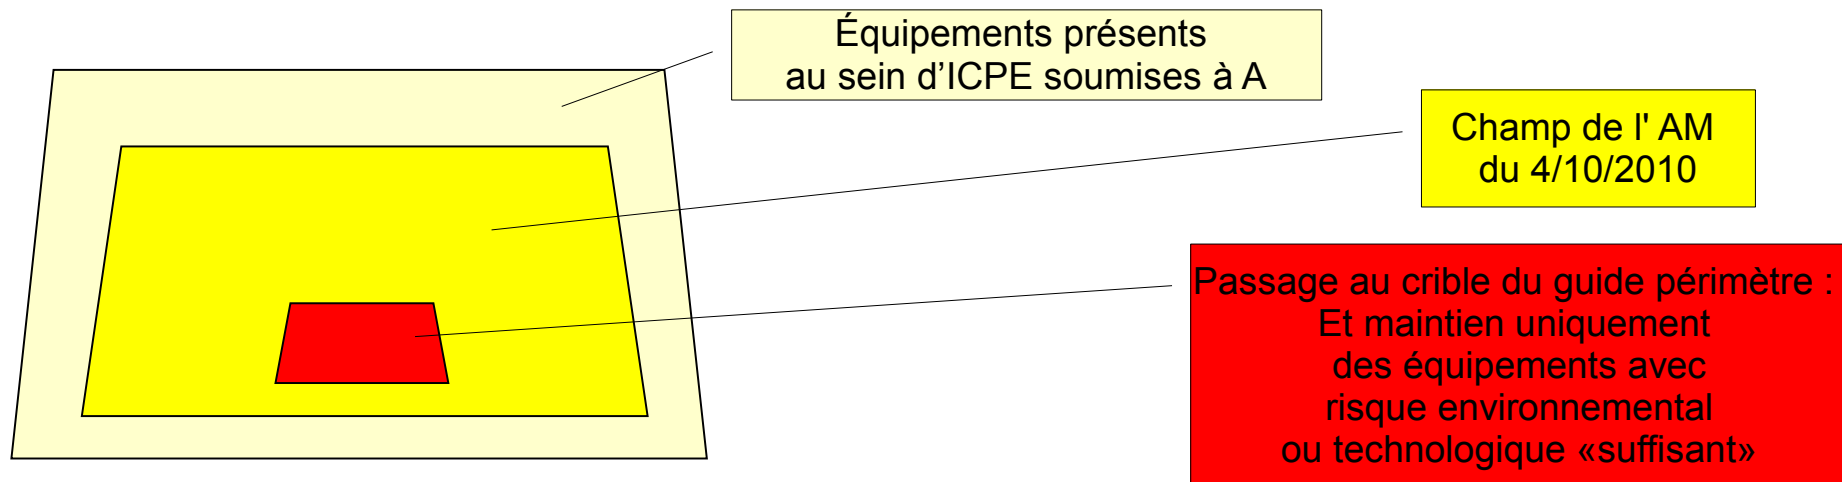 Équipements présents
au sein d’ICPE soumises à A
Champ de l' AM
du 4/10/2010
Passage au crible du guide périmètre :
Et maintien uniquement
des équipements avec
risque environnemental
ou technologique «suffisant»